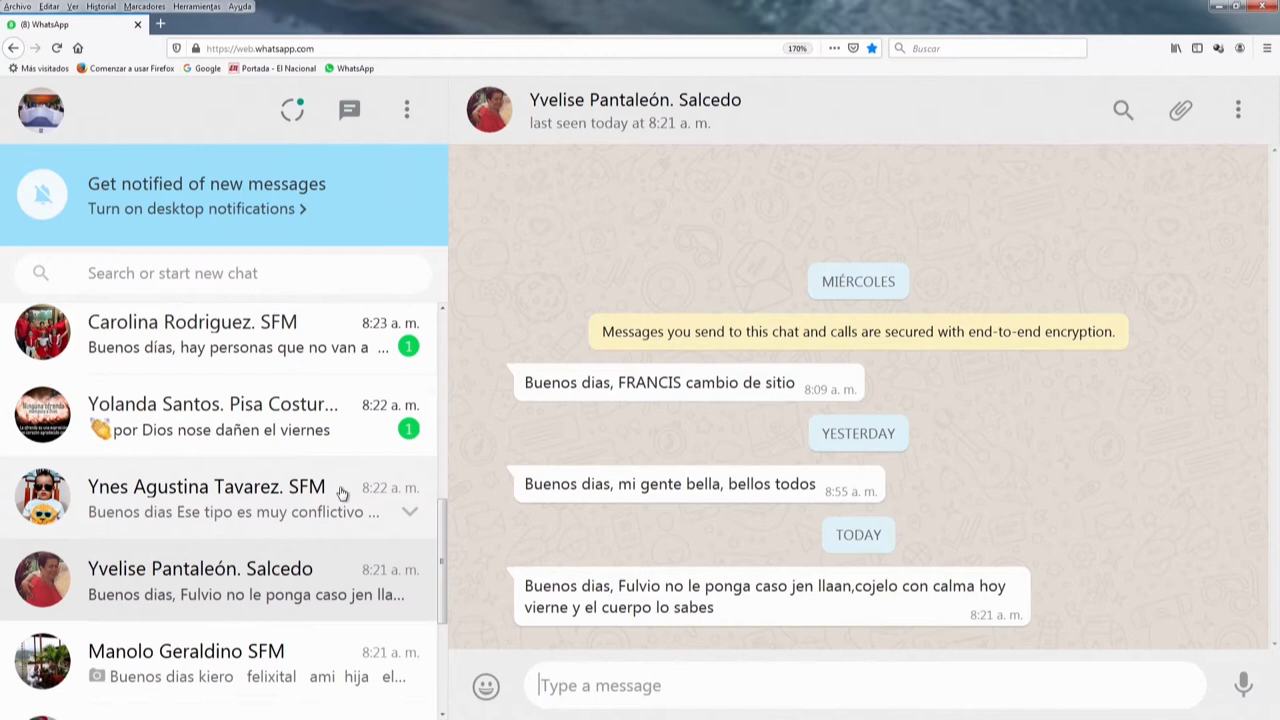 Archivo Editar Ver Historial Marcadores Herramientas Ayuda
(8) WhatsApp
https://web.whatsapp.com
170%
Buscar
Más visitados Comenzar a usar Firefox Google Portada - El Nacional WhatsApp
Yvelise Pantaleón. Salcedo
last seen today at 8:21 a. m.
Get notified of new messages
Turn on desktop notifications >
Search or start new chat
Carolina Rodriguez. SFM 8:23 a. m.
Buenos días, hay personas que no van a ... 1
Yolanda Santos. Pisa Costur... 8:22 a. m.
por Dios nose dañen el viernes 1
Ynes Agustina Tavarez. SFM 8:22 a. m.
Buenos dias Ese tipo es muy conflictivo ...
Yvelise Pantaleón. Salcedo 8:21 a. m.
Buenos dias, Fulvio no le ponga caso jen lla...
Manolo Geraldino SFM 8:21 a. m.
Buenos dias kiero felixital ami hija el...
MIÉRCOLES
Messages you send to this chat and calls are secured with end-to-end encryption.
Buenos dias, FRANCIS cambio de sitio 8:09 a. m.
YESTERDAY
Buenos dias, mi gente bella, bellos todos 8:55 a. m.
TODAY
Buenos dias, Fulvio no le ponga caso jen llaan,cojelo con calma hoy
vierne y el cuerpo lo sabes 8:21 a. m.
Type a message